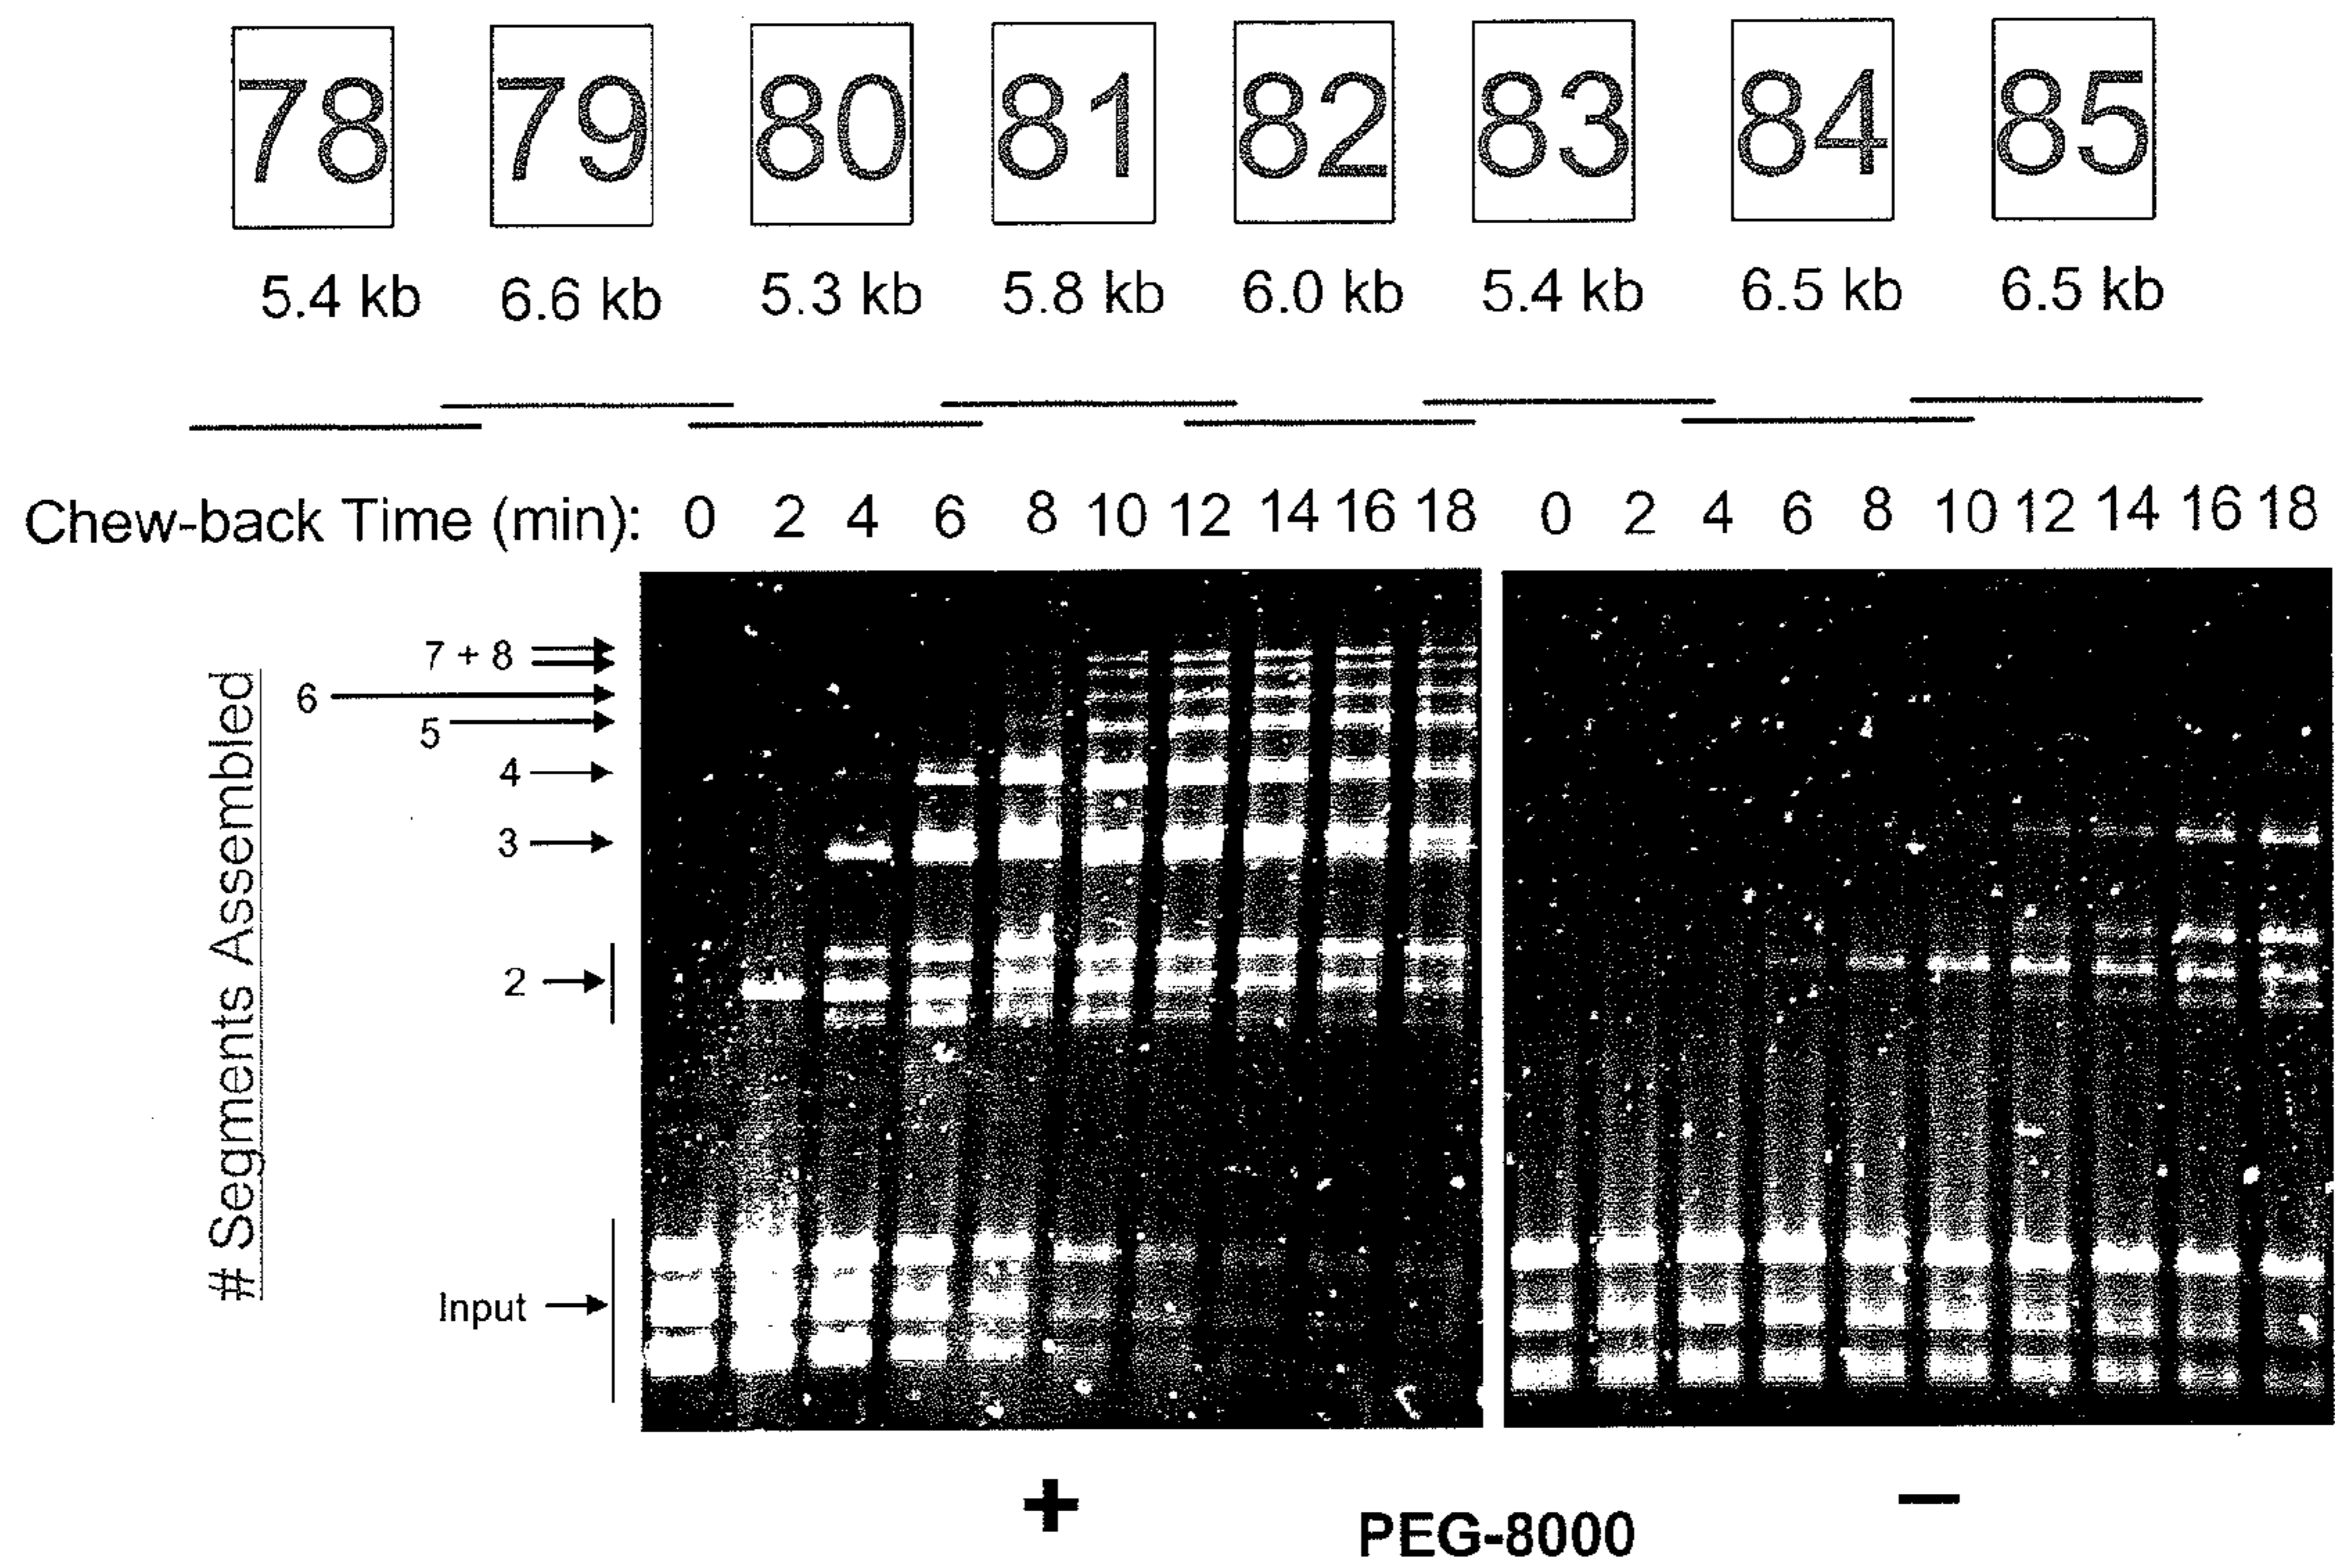 78 79 80 81 82 83 84 85
5.4 kb 6.6 kb 5.3 kb 5.8 kb 6.0 kb 5.4 kb 6.5 kb 6.5 kb
Chew-back Time (min): 0 2 4 6 8 10 12 14 16 18 0 2 4 6 8 10 12 14 16 18
# Segments Assembled
7 + 8
6
5
4
3
2
Input
+ −
PEG-8000